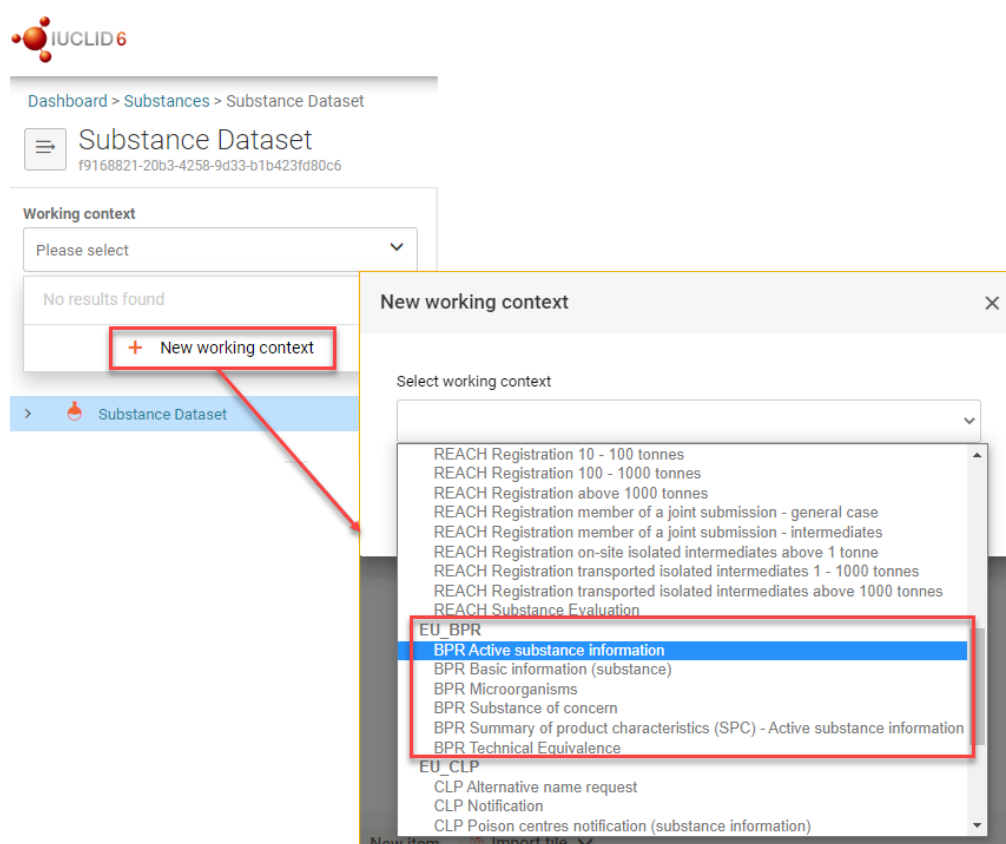 IUCLID 6
Dashboard > Substances > Substance Dataset
Substance Dataset
f9168821-20b3-4258-9d33-b1b423fd80c6
Working context
Please select
No results found
+ New working context
Substance Dataset
New working context
Select working context
REACH Registration 10 - 100 tonnes
REACH Registration 100 - 1000 tonnes
REACH Registration above 1000 tonnes
REACH Registration member of a joint submission - general case
REACH Registration member of a joint submission - intermediates
REACH Registration on-site isolated intermediates above 1 tonne
REACH Registration transported isolated intermediates 1 - 1000 tonnes
REACH Registration transported isolated intermediates above 1000 tonnes
REACH Substance Evaluation
EU_BPR
BPR Active substance information
BPR Basic information (substance)
BPR Microorganisms
BPR Substance of concern
BPR Summary of product characteristics (SPC) - Active substance information
BPR Technical Equivalence
EU_CLP
CLP Alternative name request
CLP Notification
CLP Poison centres notification (substance information)
New item Import file